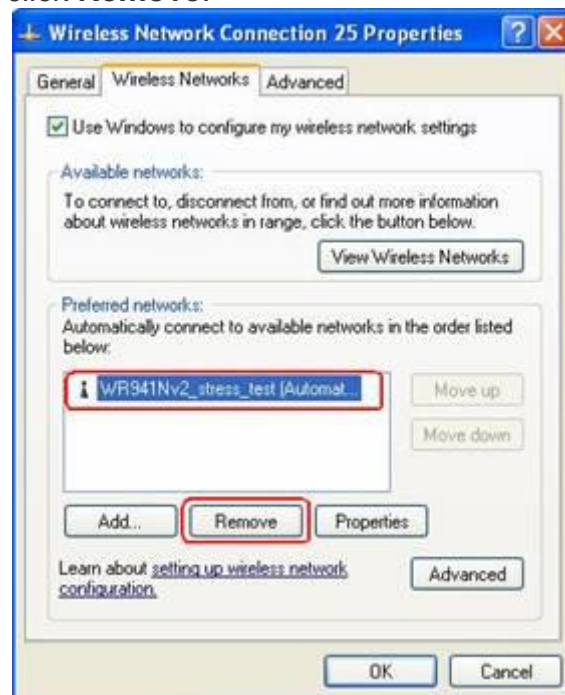 click Remove.
Wireless Network Connection 25 Properties
General Wireless Networks Advanced
Use Windows to configure my wireless network settings
Available networks:
To connect to, disconnect from, or find out more information
about wireless networks in range, click the button below.
View Wireless Networks
Preferred networks:
Automatically connect to available networks in the order listed
below:
WR941Nv2_stress_test (Automat...
Move up
Move down
Add... Remove Properties
Learn about setting up wireless network
configuration.
Advanced
OK Cancel